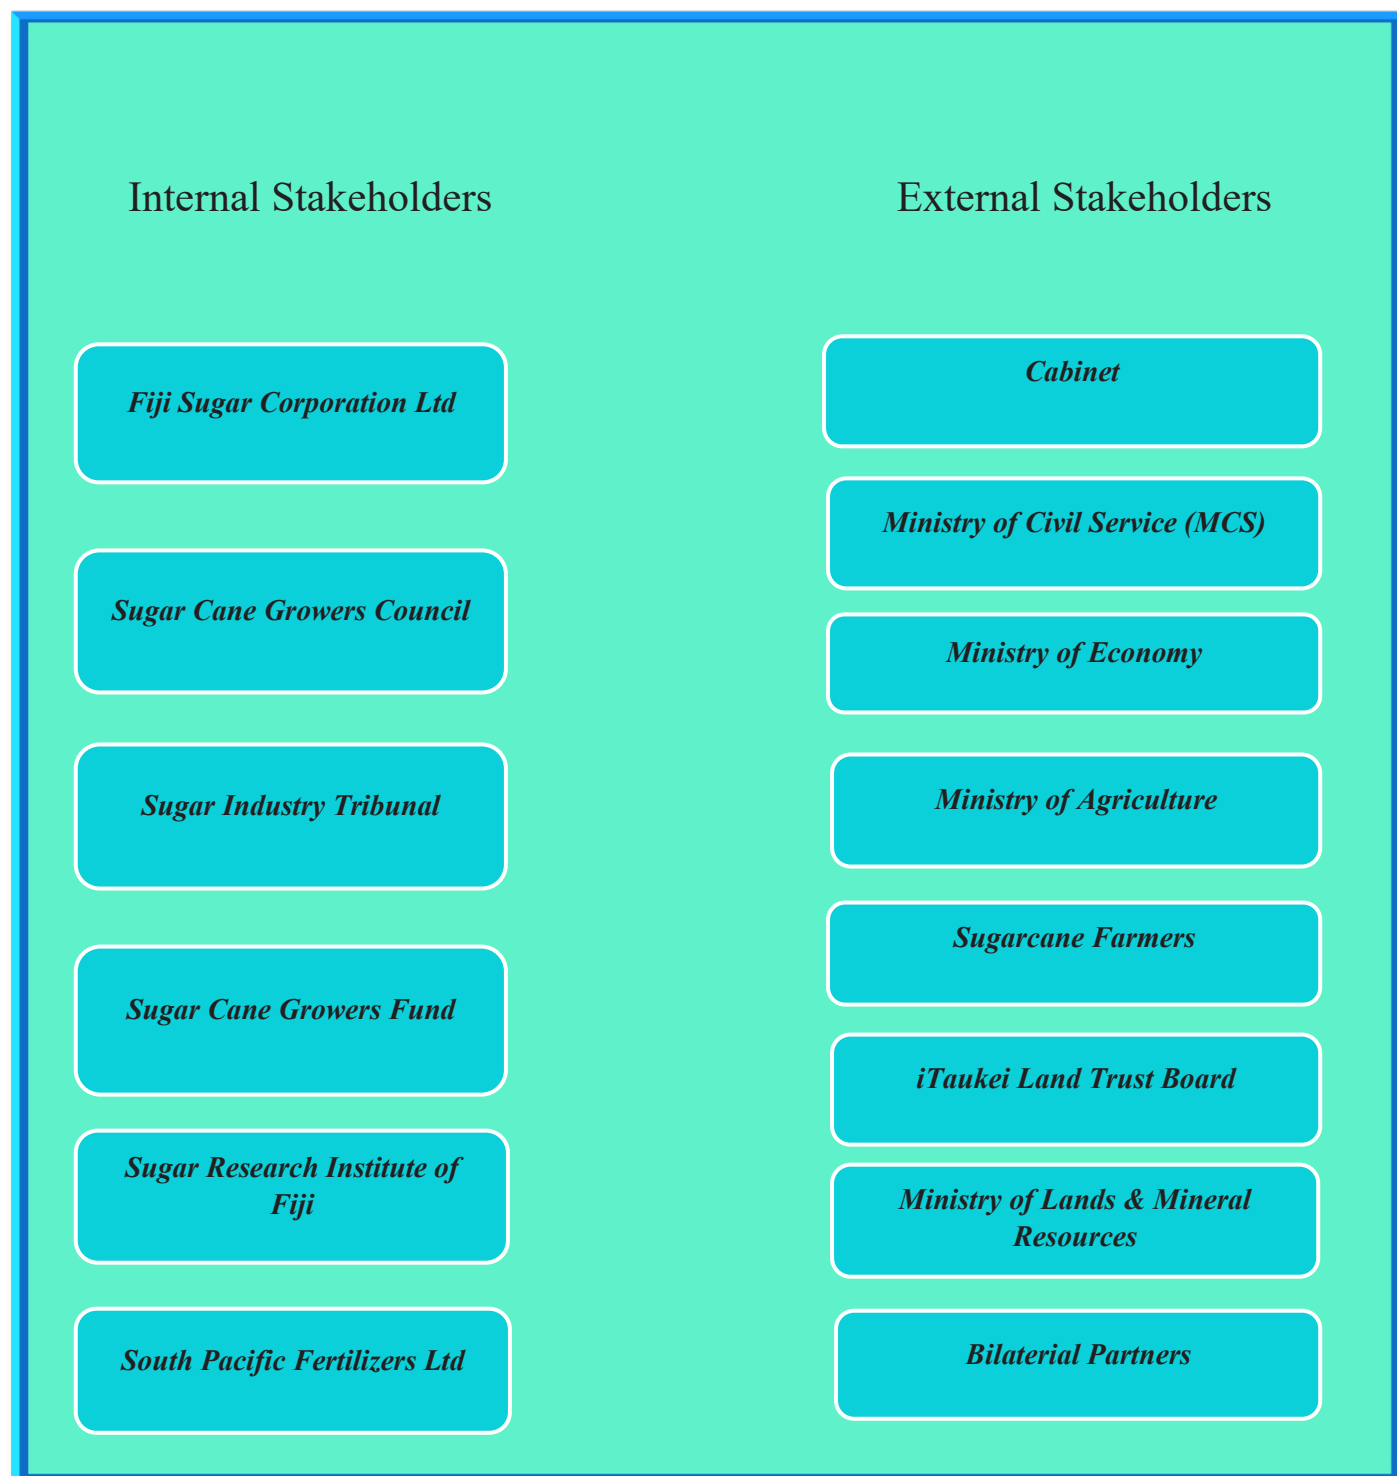 Internal Stakeholders
External Stakeholders
Fiji Sugar Corporation Ltd
Sugar Cane Growers Council
Sugar Industry Tribunal
Sugar Cane Growers Fund
Sugar Research Institute of
Fiji
South Pacific Fertilizers Ltd
Cabinet
Ministry of Civil Service (MCS)
Ministry of Economy
Ministry of Agriculture
Sugarcane Farmers
iTaukei Land Trust Board
Ministry of Lands & Mineral
Resources
Bilaterial Partners